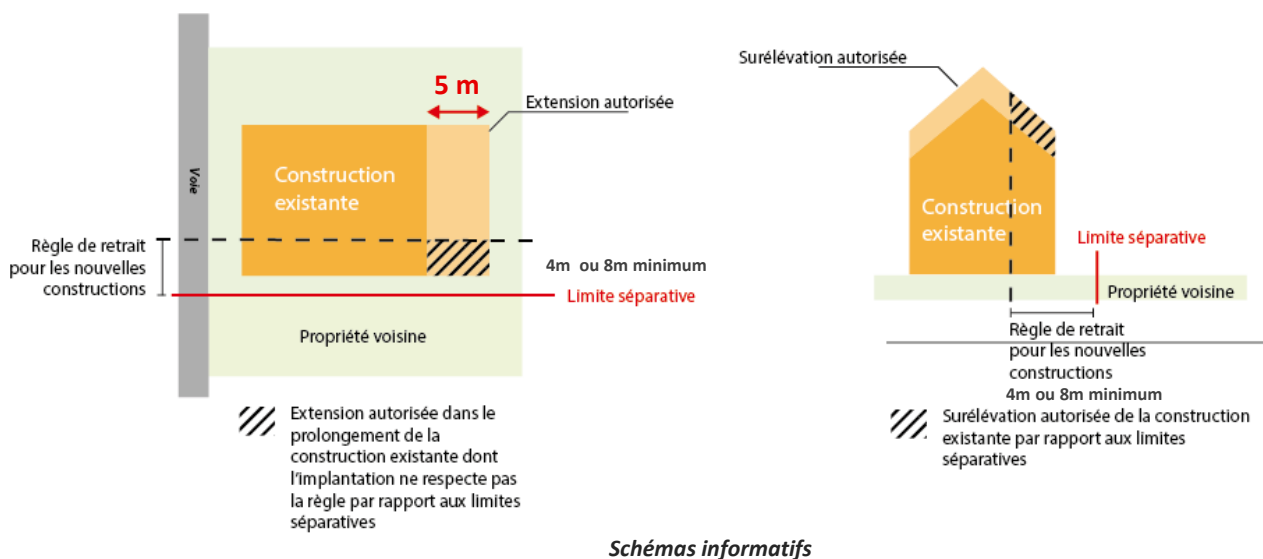 5 m
Extension autorisée
Construction
existante
Voie
Règle de retrait
pour les nouvelles
constructions
4m ou 8m minimum
Limite séparative
Propriété voisine
Extension autorisée dans le
prolongement de la
construction existante dont
l'implantation ne respecte pas
la règle par rapport aux limites
séparatives
Surélévation autorisée
Construction
existante
Limite séparative
Propriété voisine
Règle de retrait
pour les nouvelles
constructions
4m ou 8m minimum
Surélévation autorisée de la construction
existante par rapport aux limites
séparatives
Schémas informatifs